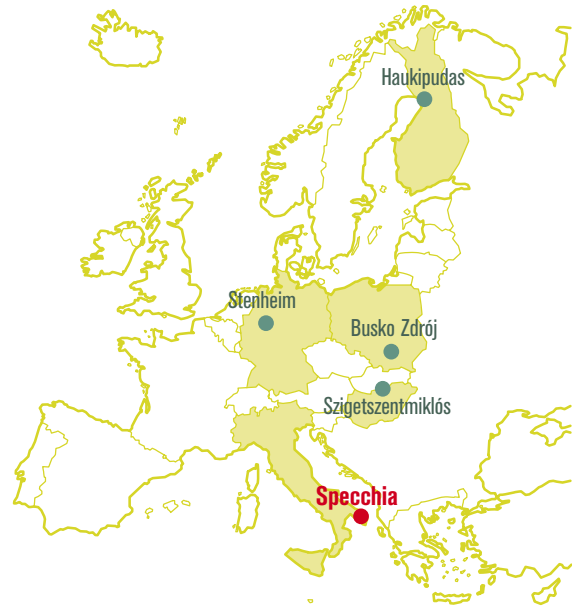 Haukipudas
Stenheim
Busko Zdrój
Szigetszentmiklós
Specchia